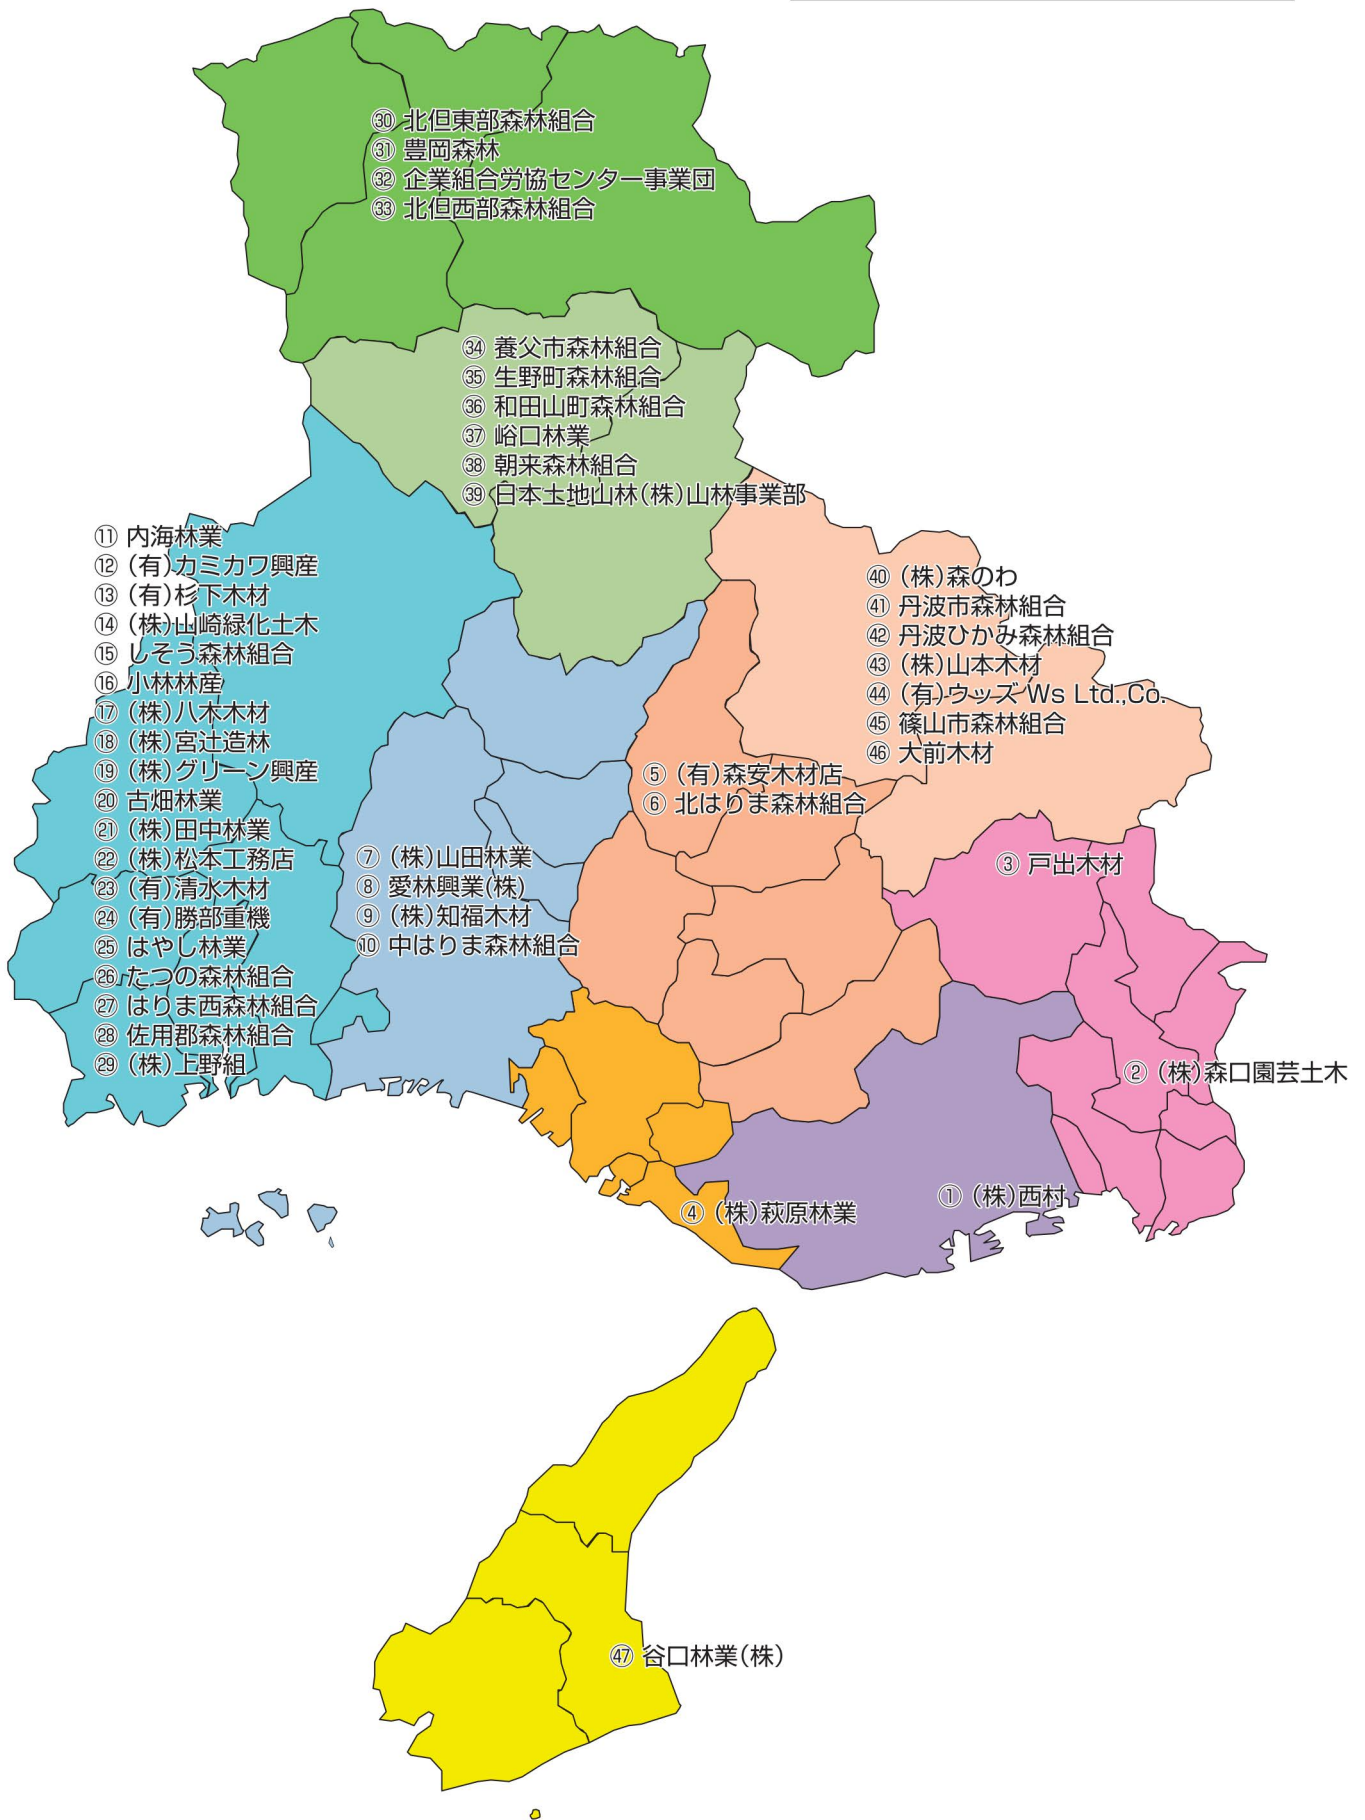 ㉚ 北但東部森林組合
㉛ 豊岡森林
㉜ 企業組合労協センター事業団
㉝ 北但西部森林組合
㉞ 養父市森林組合
㉟ 生野町森林組合
㊱ 和田山町森林組合
㊲ 峪口林業
㊳ 朝来森林組合
㊴ 日本土地山林(株)山林事業部
⑪ 内海林業
⑫ (有)カミカワ興産
⑬ (有)杉下木材
⑭ (株)山崎緑化土木
⑮ しそう森林組合
⑯ 小林林産
⑰ (株)八木木材
⑱ (株)宮辻造林
⑲ (株)グリーン興産
⑳ 古畑林業
㉑ (株)田中林業
㉒ (株)松本工務店
㉓ (有)清水木材
㉔ (有)勝部重機
㉕ はやし林業
㉖ たつの森林組合
㉗ はりま西森林組合
㉘ 佐用郡森林組合
㉙ (株)上野組
㊵ (株)森のわ
㊶ 丹波市森林組合
㊷ 丹波ひかみ森林組合
㊸ (株)山本木材
㊹ (有)ウッズ Ws Ltd.,Co.
㊺ 篠山市森林組合
㊻ 大前木材
⑤ (有)森安木材店
⑥ 北はりま森林組合
⑦ (株)山田林業
⑧ 愛林興業(株)
⑨ (株)知福木材
⑩ 中はりま森林組合
③ 戸出木材
② (株)森口園芸土木
① (株)西村
④ (株)萩原林業
㊼ 谷口林業(株)